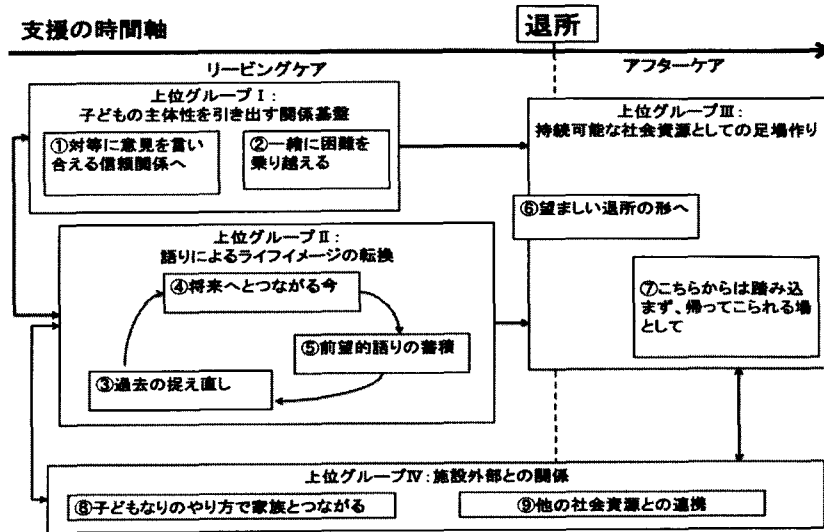 支援の時間軸
退所
リービングケア
アフターケア
上位グループⅠ:
子どもの主体性を引き出す関係基盤
①対等に意見を言い
合える信頼関係へ
②一緒に困難を
乗り越える
上位グループⅢ:
持続可能な社会資源としての足場作り
⑥望ましい退所の形へ
上位グループⅡ:
語りによるライフイメージの転換
④将来へとつながる今
⑤前望的語りの蓄積
③過去の捉え直し
⑦こちらからは踏み込
まず、帰ってこられる場
として
上位グループⅣ:施設外部との関係
⑧子どもなりのやり方で家族とつながる
⑨他の社会資源との連携